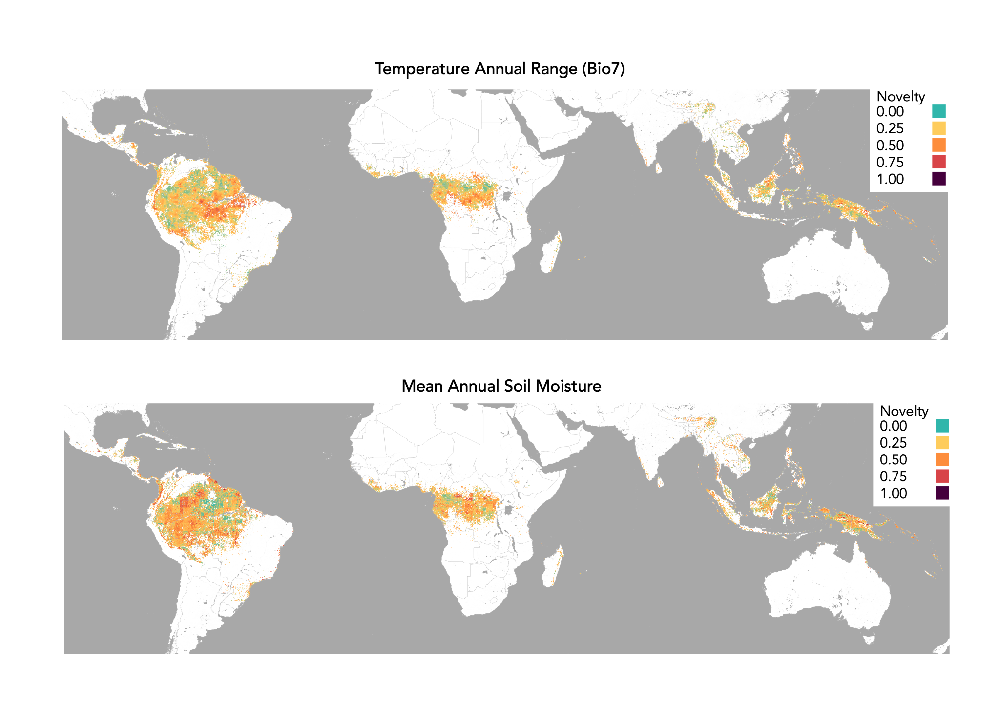 Temperature Annual Range (Bio7)
Novelty
0.00
0.25
0.50
0.75
1.00
Mean Annual Soil Moisture
Novelty
0.00
0.25
0.50
0.75
1.00